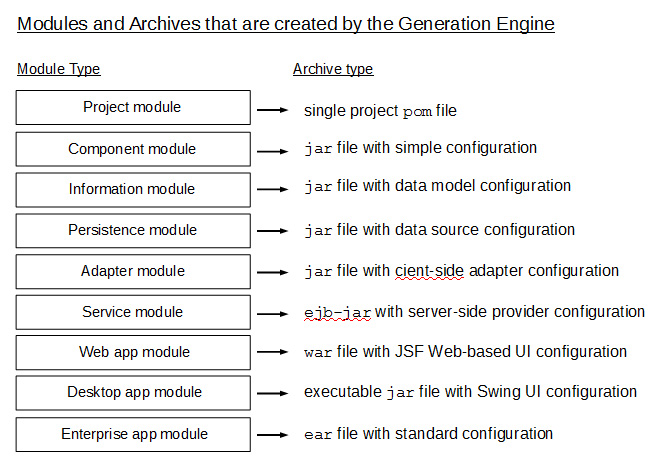 Modules and Archives that are created by the Generation Engine
Module Type Archive type
Project module single project pom file
Component module jar file with simple configuration
Information module jar file with data model configuration
Persistence module jar file with data source configuration
Adapter module jar file with cient-side adapter configuration
Service module ejb-jar with server-side provider configuration
Web app module war file with JSF Web-based UI configuration
Desktop app module executable jar file with Swing UI configuration
Enterprise app module ear file with standard configuration